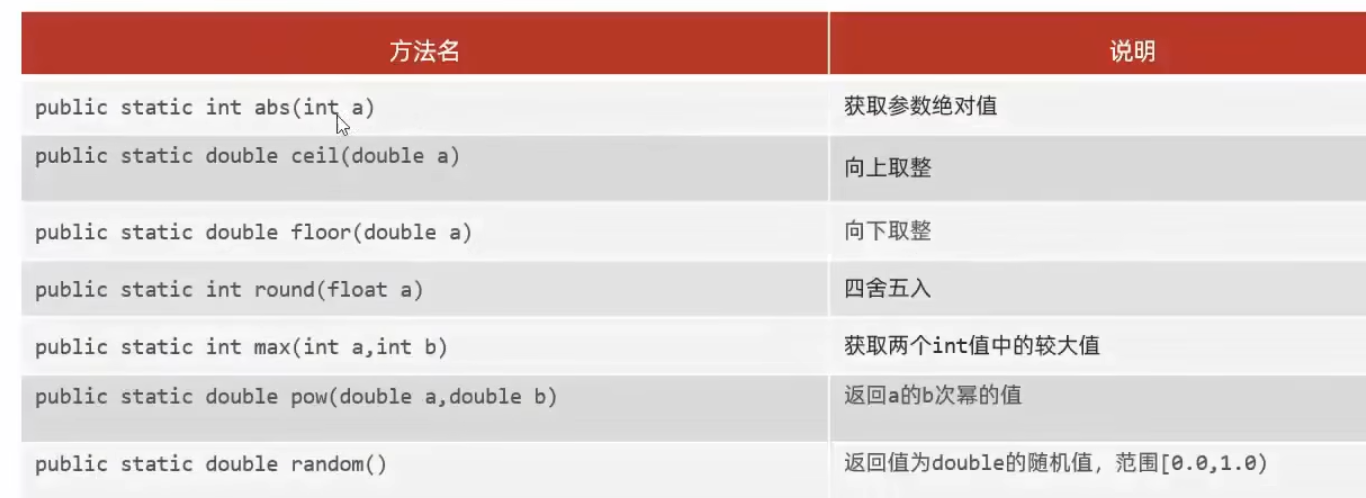 方法名 说明
public static int abs(int a) 获取参数绝对值
public static double ceil(double a) 向上取整
public static double floor(double a) 向下取整
public static int round(float a) 四舍五入
public static int max(int a,int b) 获取两个int值中的较大值
public static double pow(double a,double b) 返回a的b次幂的值
public static double random() 返回值为double的随机值，范围[0.0,1.0)